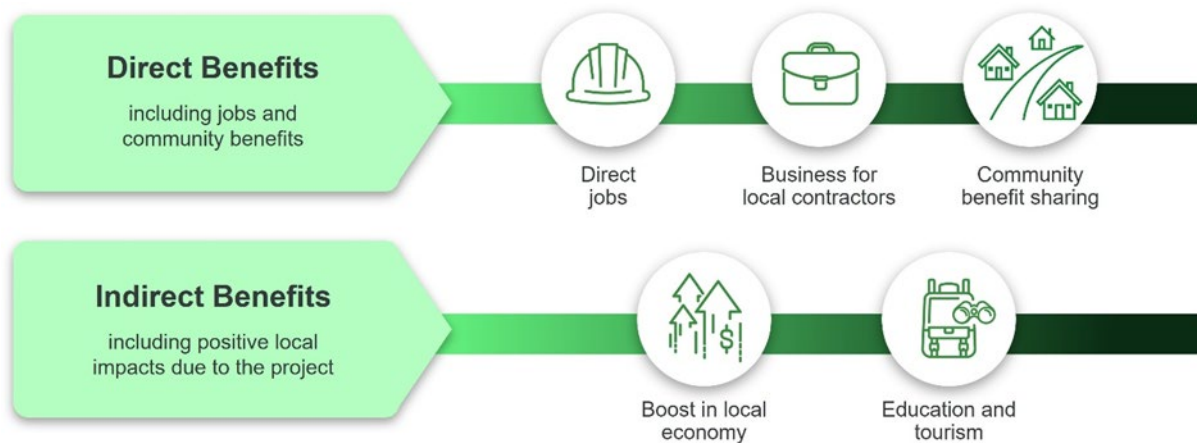 Direct Benefits
including jobs and
community benefits
Direct
jobs
Business for
local contractors
Community
benefit sharing
Indirect Benefits
including positive local
impacts due to the project
$
Boost in local
economy
Education and
tourism